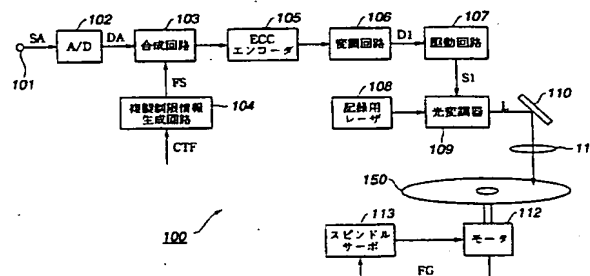 SA
101
102
A/D
DA
103
合成回路
105
ECC
エンコーダ
106
変調回路
D1
107
駆動回路
FS
複製制限情報
生成回路
104
CTF
S1
108
記録用
レーザ
光変調器
109
L
110
11
150
100
113
スピンドル
サーボ
112
モータ
FG